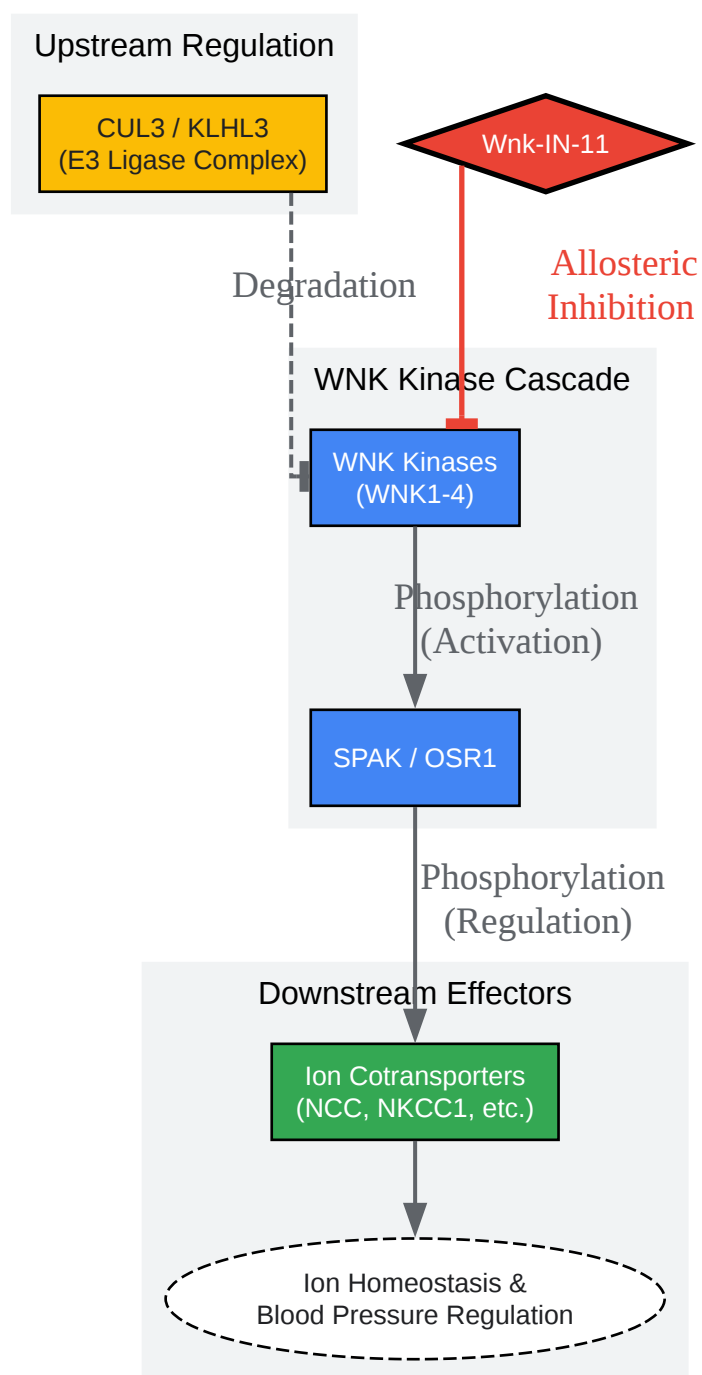 Upstream Regulation
CUL3 / KLHL3
(E3 Ligase Complex)
Wnk-IN-11
Allosteric
Inhibition
Degradation
WNK Kinase Cascade
WNK Kinases
(WNK1-4)
Phosphorylation
(Activation)
SPAK / OSR1
Phosphorylation
(Regulation)
Downstream Effectors
Ion Cotransporters
(NCC, NKCC1, etc.)
Ion Homeostasis &
Blood Pressure Regulation